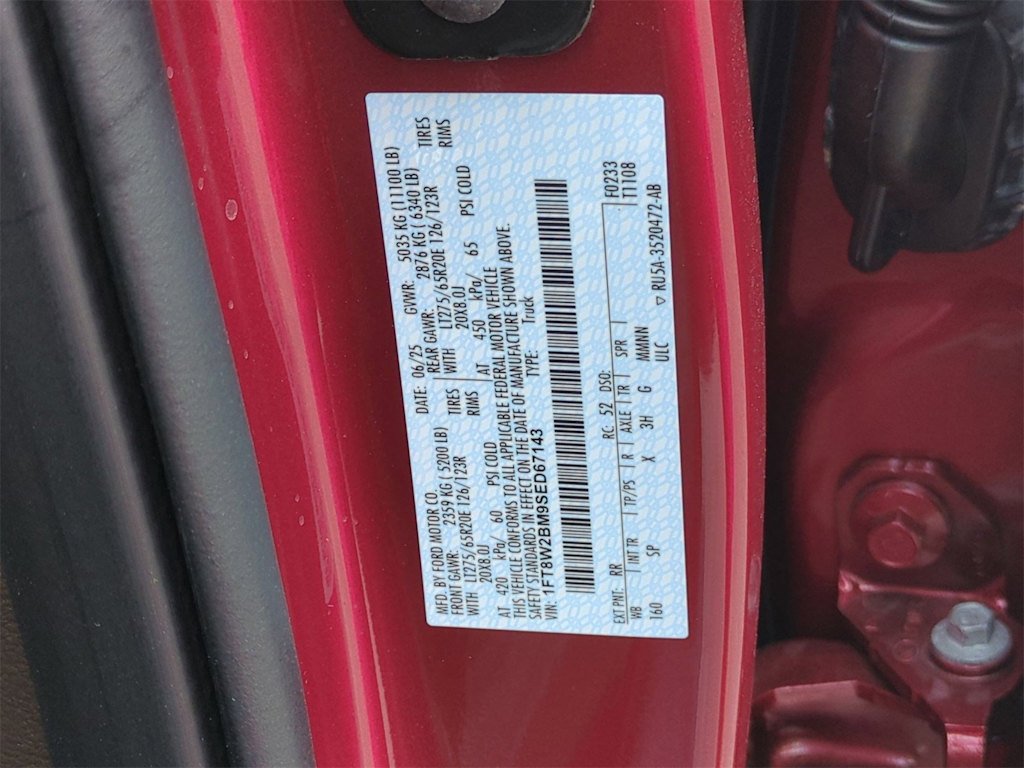 MFD. BY FORD MOTOR CO.
DATE: 06/25 GVWR: 5035 KG (11100 LB)
FRONT GAWR: 2359 KG ( 5200 LB) REAR GAWR: 2876 KG ( 6340 LB)
WITH LT275/65R20E 126/123R TIRES WITH LT275/65R20E 126/123R TIRES
20X8.0J RIMS 20X8.0J RIMS
AT 420 kPa/ 60 PSI COLD AT 450 kPa/ 65 PSI COLD
THIS VEHICLE CONFORMS TO ALL APPLICABLE FEDERAL MOTOR VEHICLE
SAFETY STANDARDS IN EFFECT ON THE DATE OF MANUFACTURE SHOWN ABOVE.
VIN: 1FT8W2BM9SED67143 TYPE: Truck
F0233
T1108
EXT PNT: RR RC: 52 DSO:
WB INT TR TP/PS R AXLE TR SPR
160 SP X 3H G MMNN
ULC ▽ RU5A-3520472-AB